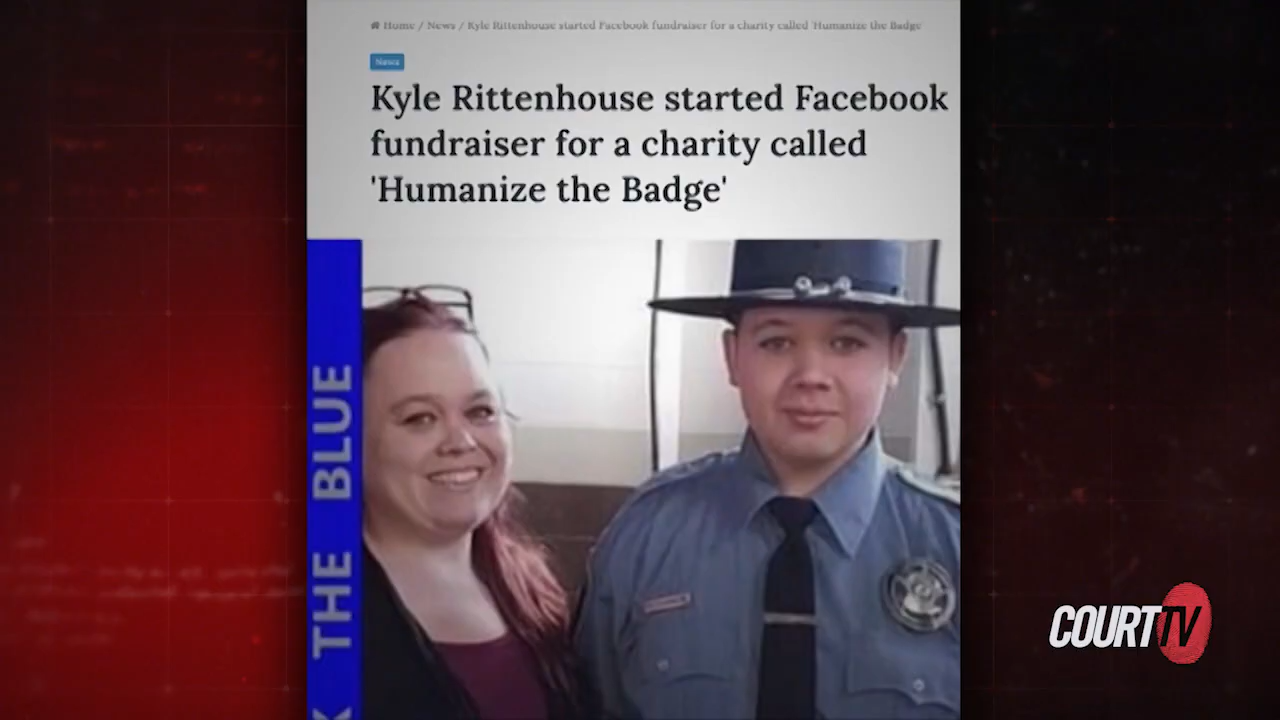 Home / News / Kyle Rittenhouse started Facebook fundraiser for a charity called 'Humanize the Badge'
News
Kyle Rittenhouse started Facebook
fundraiser for a charity called
'Humanize the Badge'
THE BLUE
COURT TV